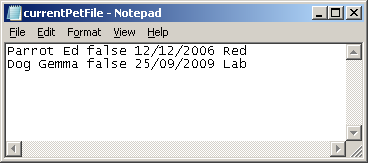 currentPetFile - Notepad
File Edit Format View Help
Parrot Ed false 12/12/2006 Red
Dog Gemma false 25/09/2009 Lab